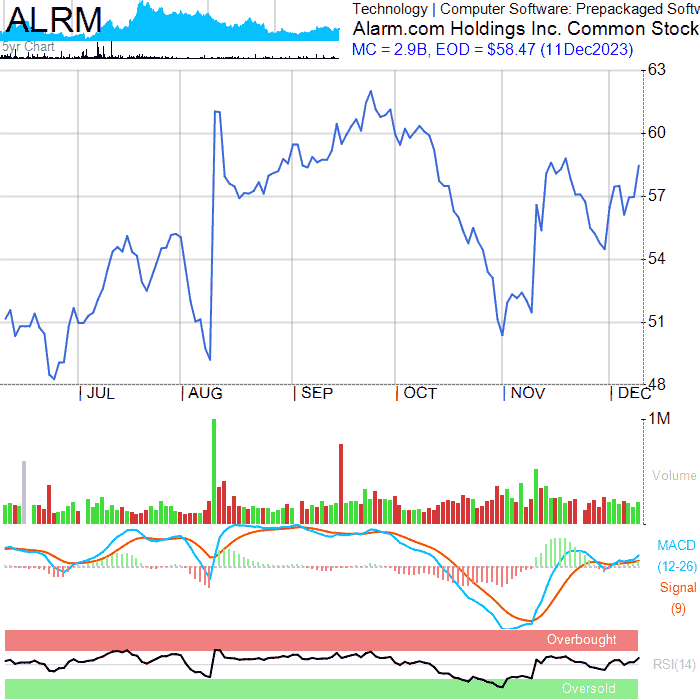 ALRM
5yr Chart
Technology | Computer Software: Prepackaged Softw
Alarm.com Holdings Inc. Common Stock
MC = 2.9B, EOD = $58.47 (11Dec2023)
63
60
57
54
51
48
JUL
AUG
SEP
OCT
NOV
DEC
1M
Volume
MACD
(12-26)
Signal
(9)
Overbought
RSI(14)
Oversold